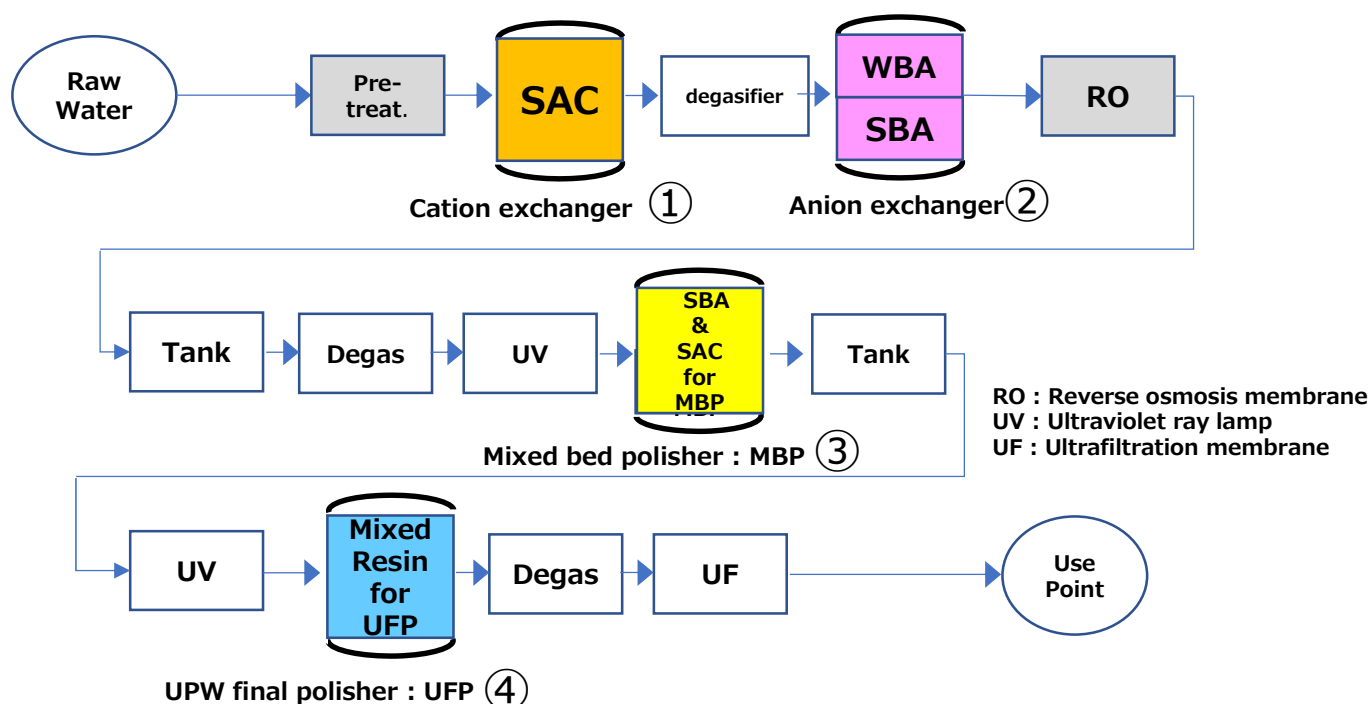 Raw
Water
Pre-
treat.
SAC
degasifier
WBA
SBA
RO
Cation exchanger ①
Anion exchanger ②
Tank
Degas
UV
SBA
&
SAC
for
MBP
Tank
RO : Reverse osmosis membrane
UV : Ultraviolet ray lamp
UF : Ultrafiltration membrane
Mixed bed polisher : MBP ③
UV
Mixed
Resin
for
UFP
Degas
UF
Use
Point
UPW final polisher : UFP ④